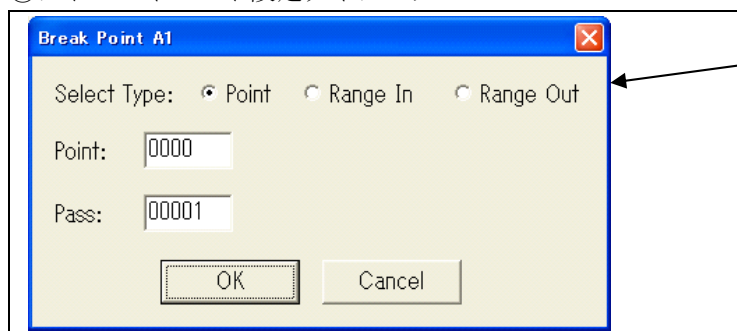 Break Point A1
Select Type: Point Range In Range Out
Point: 0000
Pass: 00001
OK Cancel